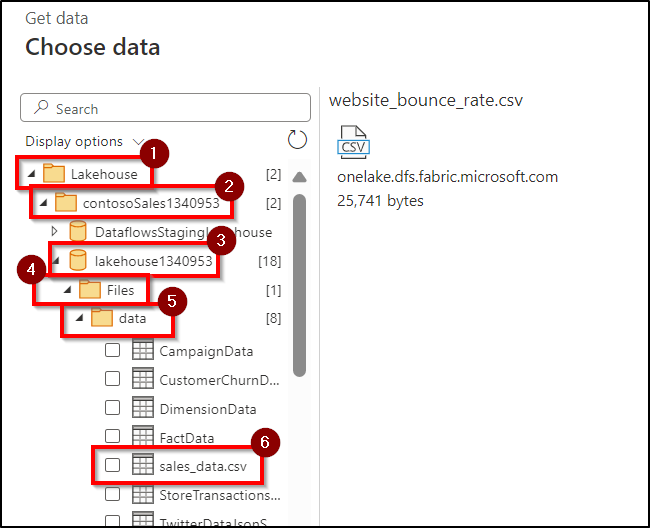 Get data
Choose data
Search
Display options
1
Lakehouse [2]
2
contosoSales1340953 [2]
DataflowsStagingL house
3
lakehouse1340953 [18]
4
Files [1]
5
data [8]
CampaignData
CustomerChurnD...
DimensionData
FactData
6
sales_data.csv
StoreTransactions...
TwitterDataJsonS
website_bounce_rate.csv
CSV
onelake.dfs.fabric.microsoft.com
25,741 bytes